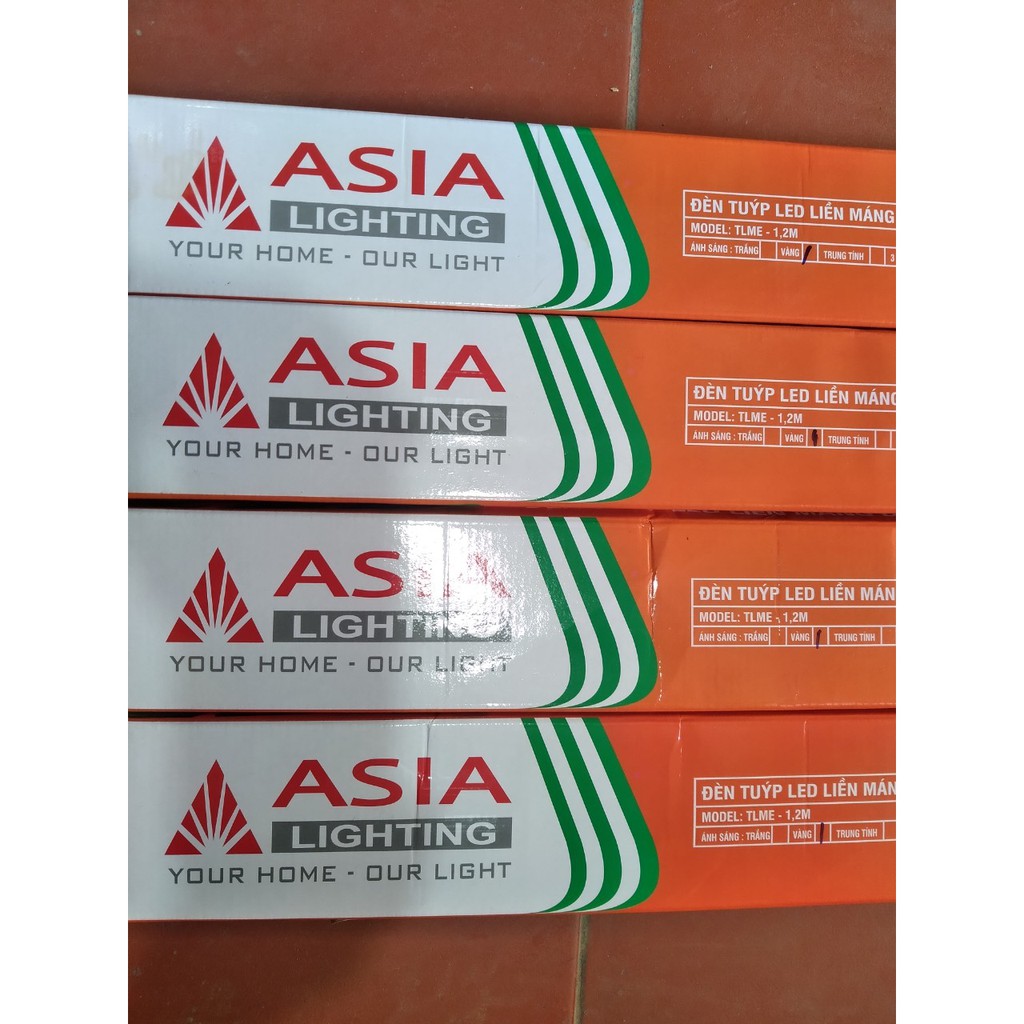 ASIA
LIGHTING
YOUR HOME - OUR LIGHT
ĐÈN TUÝP LED LIỀN MÁNG
MODEL: TLME - 1,2M
ÁNH SÁNG : TRẮNG VÀNG TRUNG TÍNH 3
ASIA
LIGHTING
YOUR HOME - OUR LIGHT
ĐÈN TUÝP LED LIỀN MÁNG
MODEL: TLME - 1,2M
ÁNH SÁNG : TRẮNG VÀNG TRUNG TÍNH
ASIA
LIGHTING
YOUR HOME - OUR LIGHT
ĐÈN TUÝP LED LIỀN MÁN
MODEL: TLME - 1,2M
ÁNH SÁNG : TRẮNG VÀNG TRUNG TÍNH
ASIA
LIGHTING
YOUR HOME - OUR LIGHT
ĐÈN TUÝP LED LIỀN MÁN
MODEL: TLME - 1,2M
ÁNH SÁNG : TRẮNG VÀNG TRUNG TÍNH